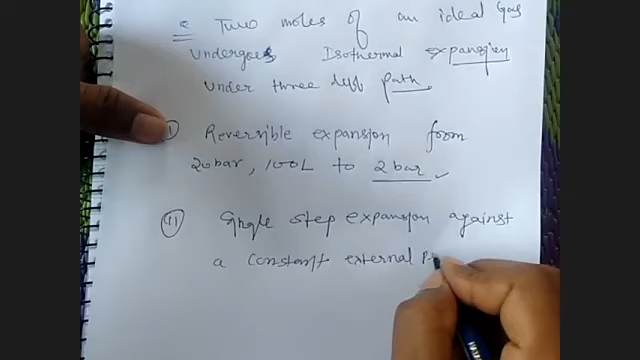 Q Two moles of an ideal Gas
undergoes Isothermal expansion
under three diff path.
(I) Reversible expansion from
20bar, 100L to 2bar
(II) Single step expansion against
a constant external P